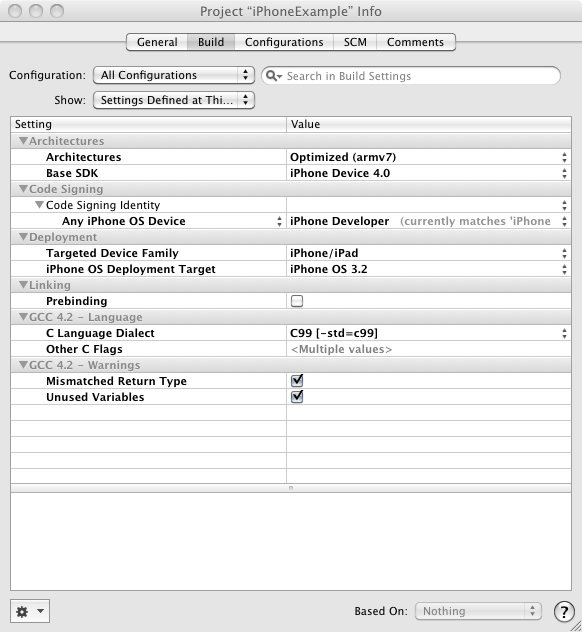 Project “iPhoneExample” Info
General Build Configurations SCM Comments
Configuration: All Configurations Search in Build Settings
Show: Settings Defined at Thi...
Setting Value
Architectures
Architectures Optimized (armv7)
Base SDK iPhone Device 4.0
Code Signing
Code Signing Identity
Any iPhone OS Device iPhone Developer (currently matches 'iPhone
Deployment
Targeted Device Family iPhone/iPad
iPhone OS Deployment Target iPhone OS 3.2
Linking
Prebinding
GCC 4.2 - Language
C Language Dialect C99 [-std=c99]
Other C Flags <Multiple values>
GCC 4.2 - Warnings
Mismatched Return Type
Unused Variables
Based On: Nothing ?